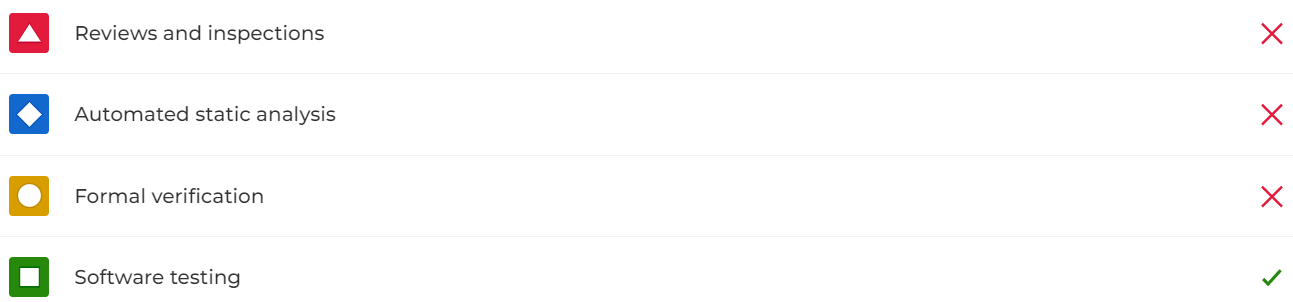 Reviews and inspections
Automated static analysis
Formal verification
Software testing